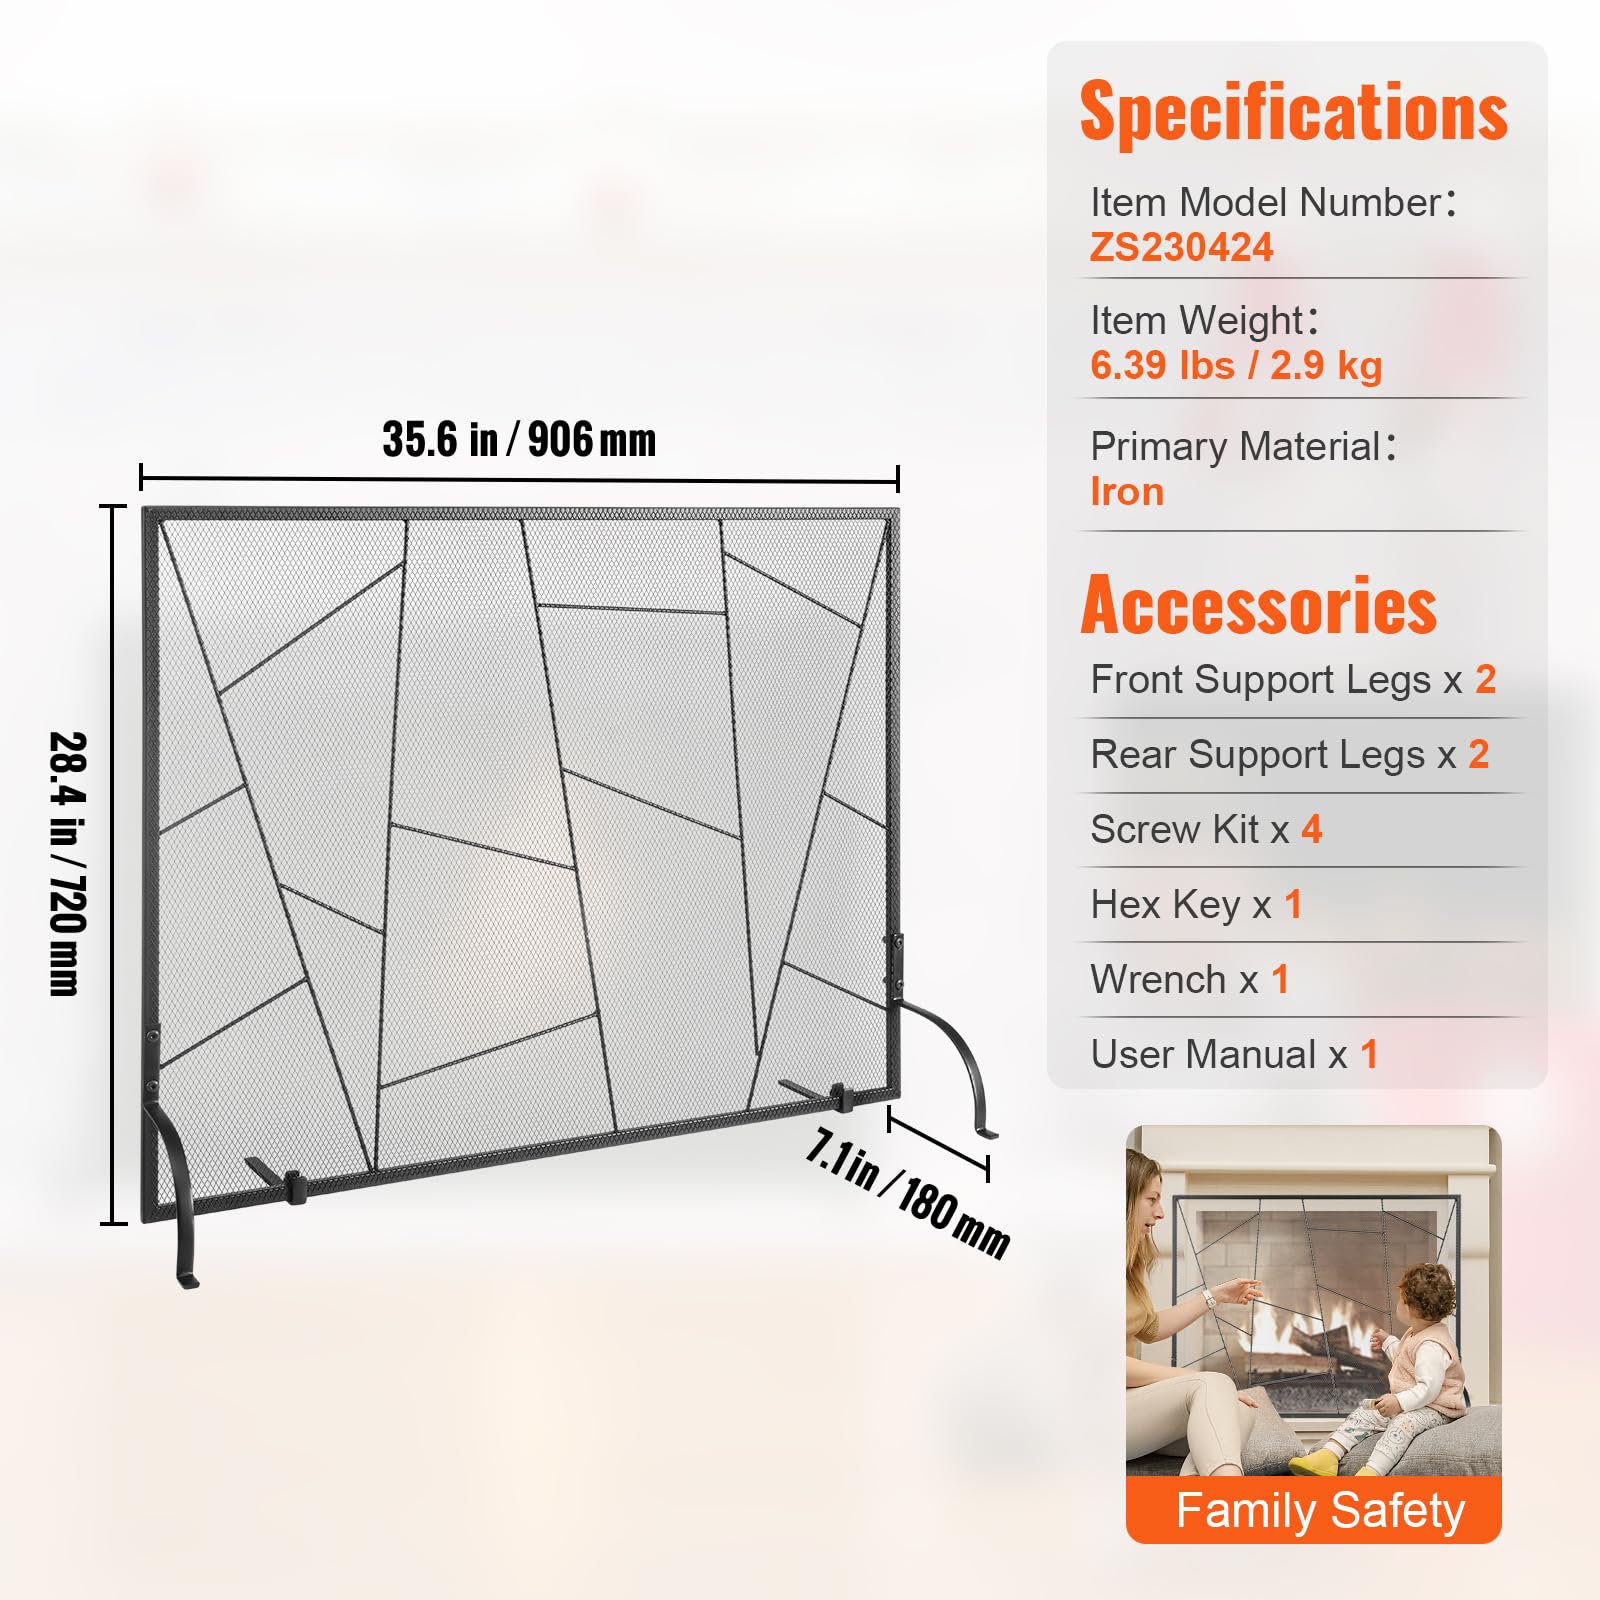 Specifications
Item Model Number:
ZS230424
Item Weight:
6.39 lbs / 2.9 kg
Primary Material:
Iron
Accessories
Front Support Legs x 2
Rear Support Legs x 2
Screw Kit x 4
Hex Key x 1
Wrench x 1
User Manual x 1
35.6 in / 906 mm
28.4 in / 720 mm
7.1 in / 180 mm
Family Safety